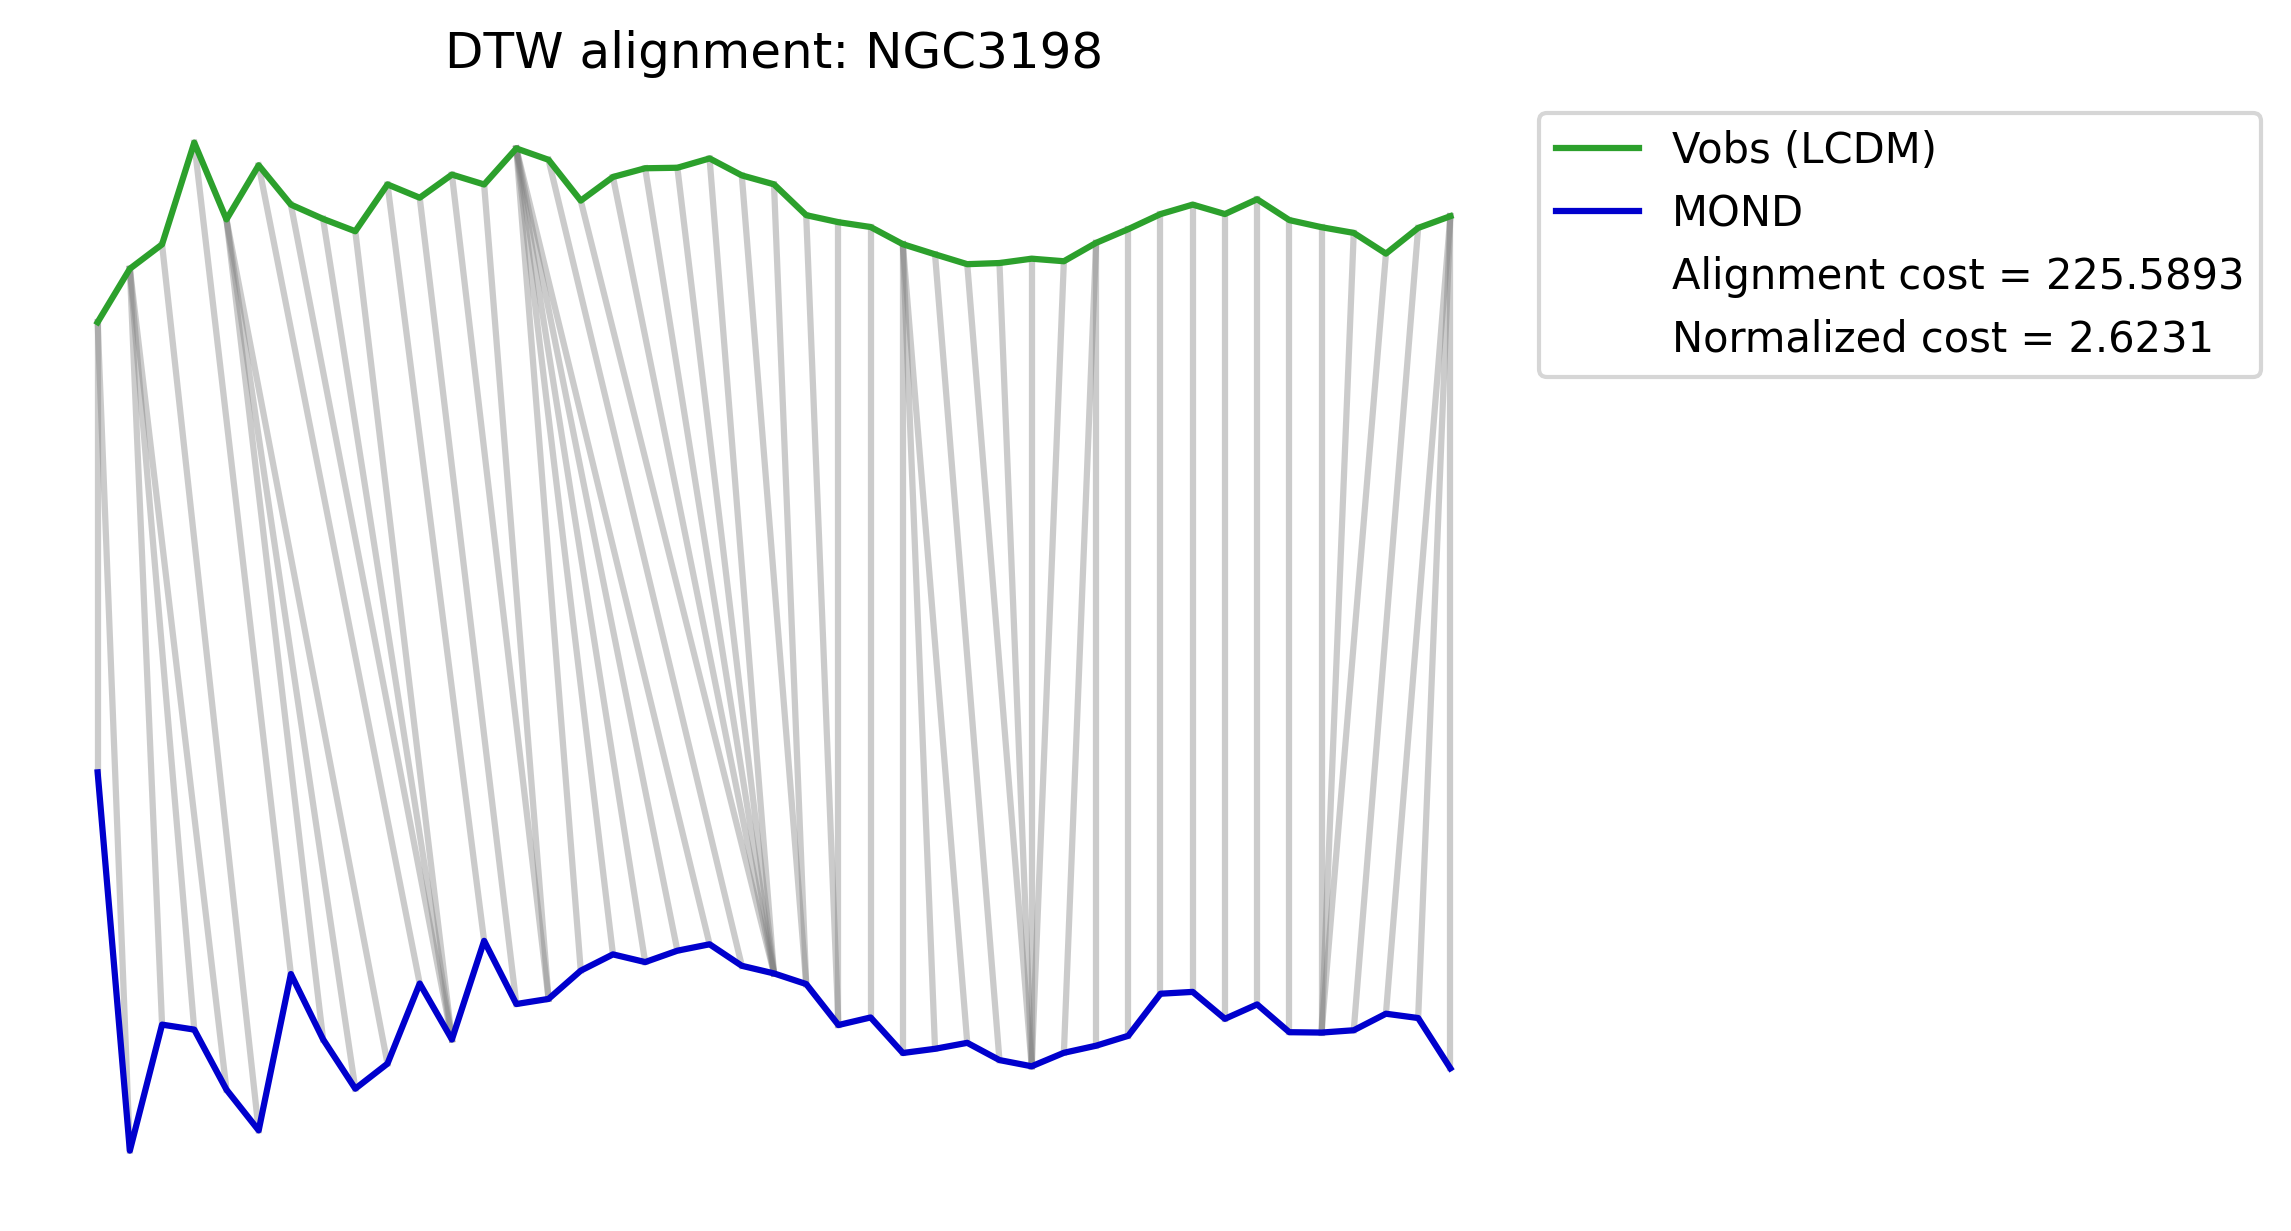 DTW alignment: NGC3198
Vobs (LCDM)
MOND
Alignment cost = 225.5893
Normalized cost = 2.6231